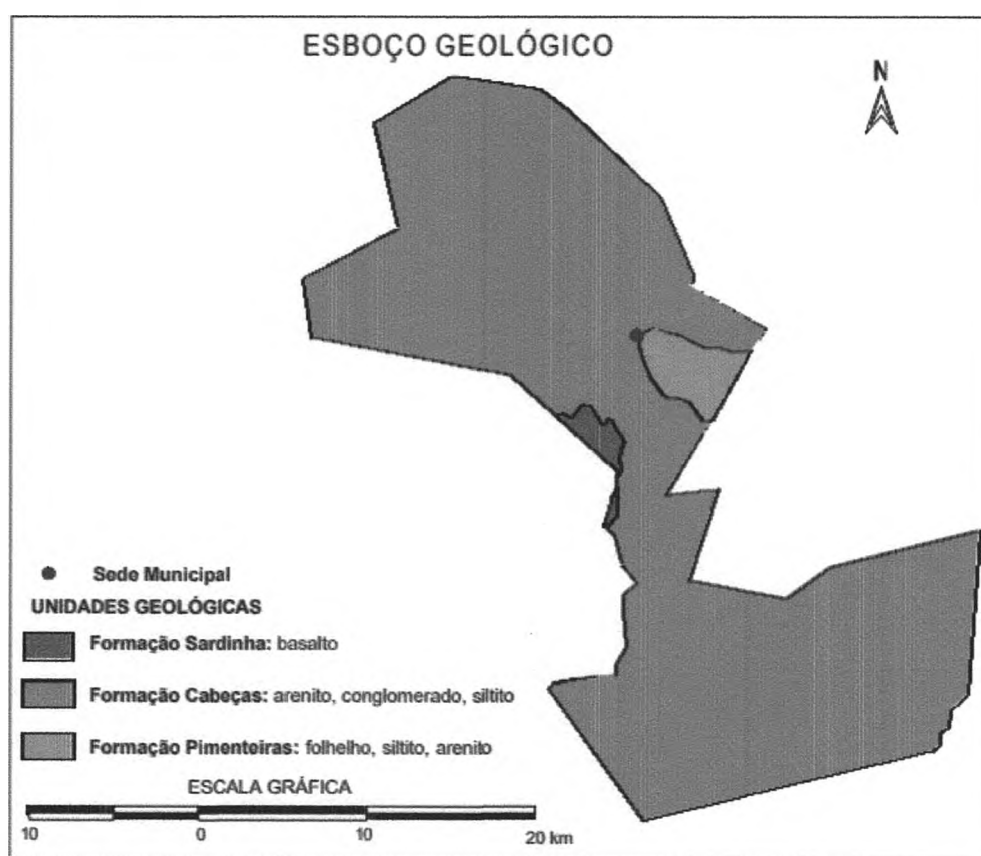 ESBOÇO GEOLÓGICO
N
Sede Municipal
UNIDADES GEOLÓGICAS
Formação Sardinha: basalto
Formação Cabeças: arenito, conglomerado, siltito
Formação Pimenteiras: folhelho, siltito, arenito
ESCALA GRÁFICA
10 0 10 20 km